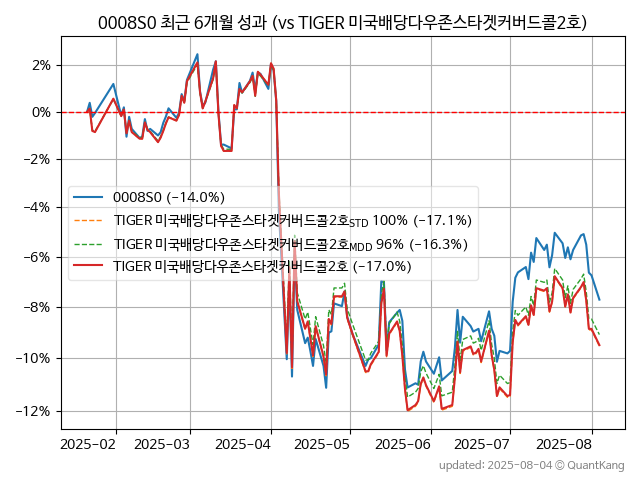 0008S0 최근 6개월 성과 (vs TIGER 미국배당다우존스타겟커버드콜2호)
2%
0%
−2%
−4%
−6%
−8%
−10%
−12%
0008S0 (−14.0%)
TIGER 미국배당다우존스타겟커버드콜2호STD 100% (−17.1%)
TIGER 미국배당다우존스타겟커버드콜2호MDD 96% (−16.3%)
TIGER 미국배당다우존스타겟커버드콜2호 (−17.0%)
2025-02 2025-03 2025-04 2025-05 2025-06 2025-07 2025-08
updated: 2025-08-04 © QuantKang